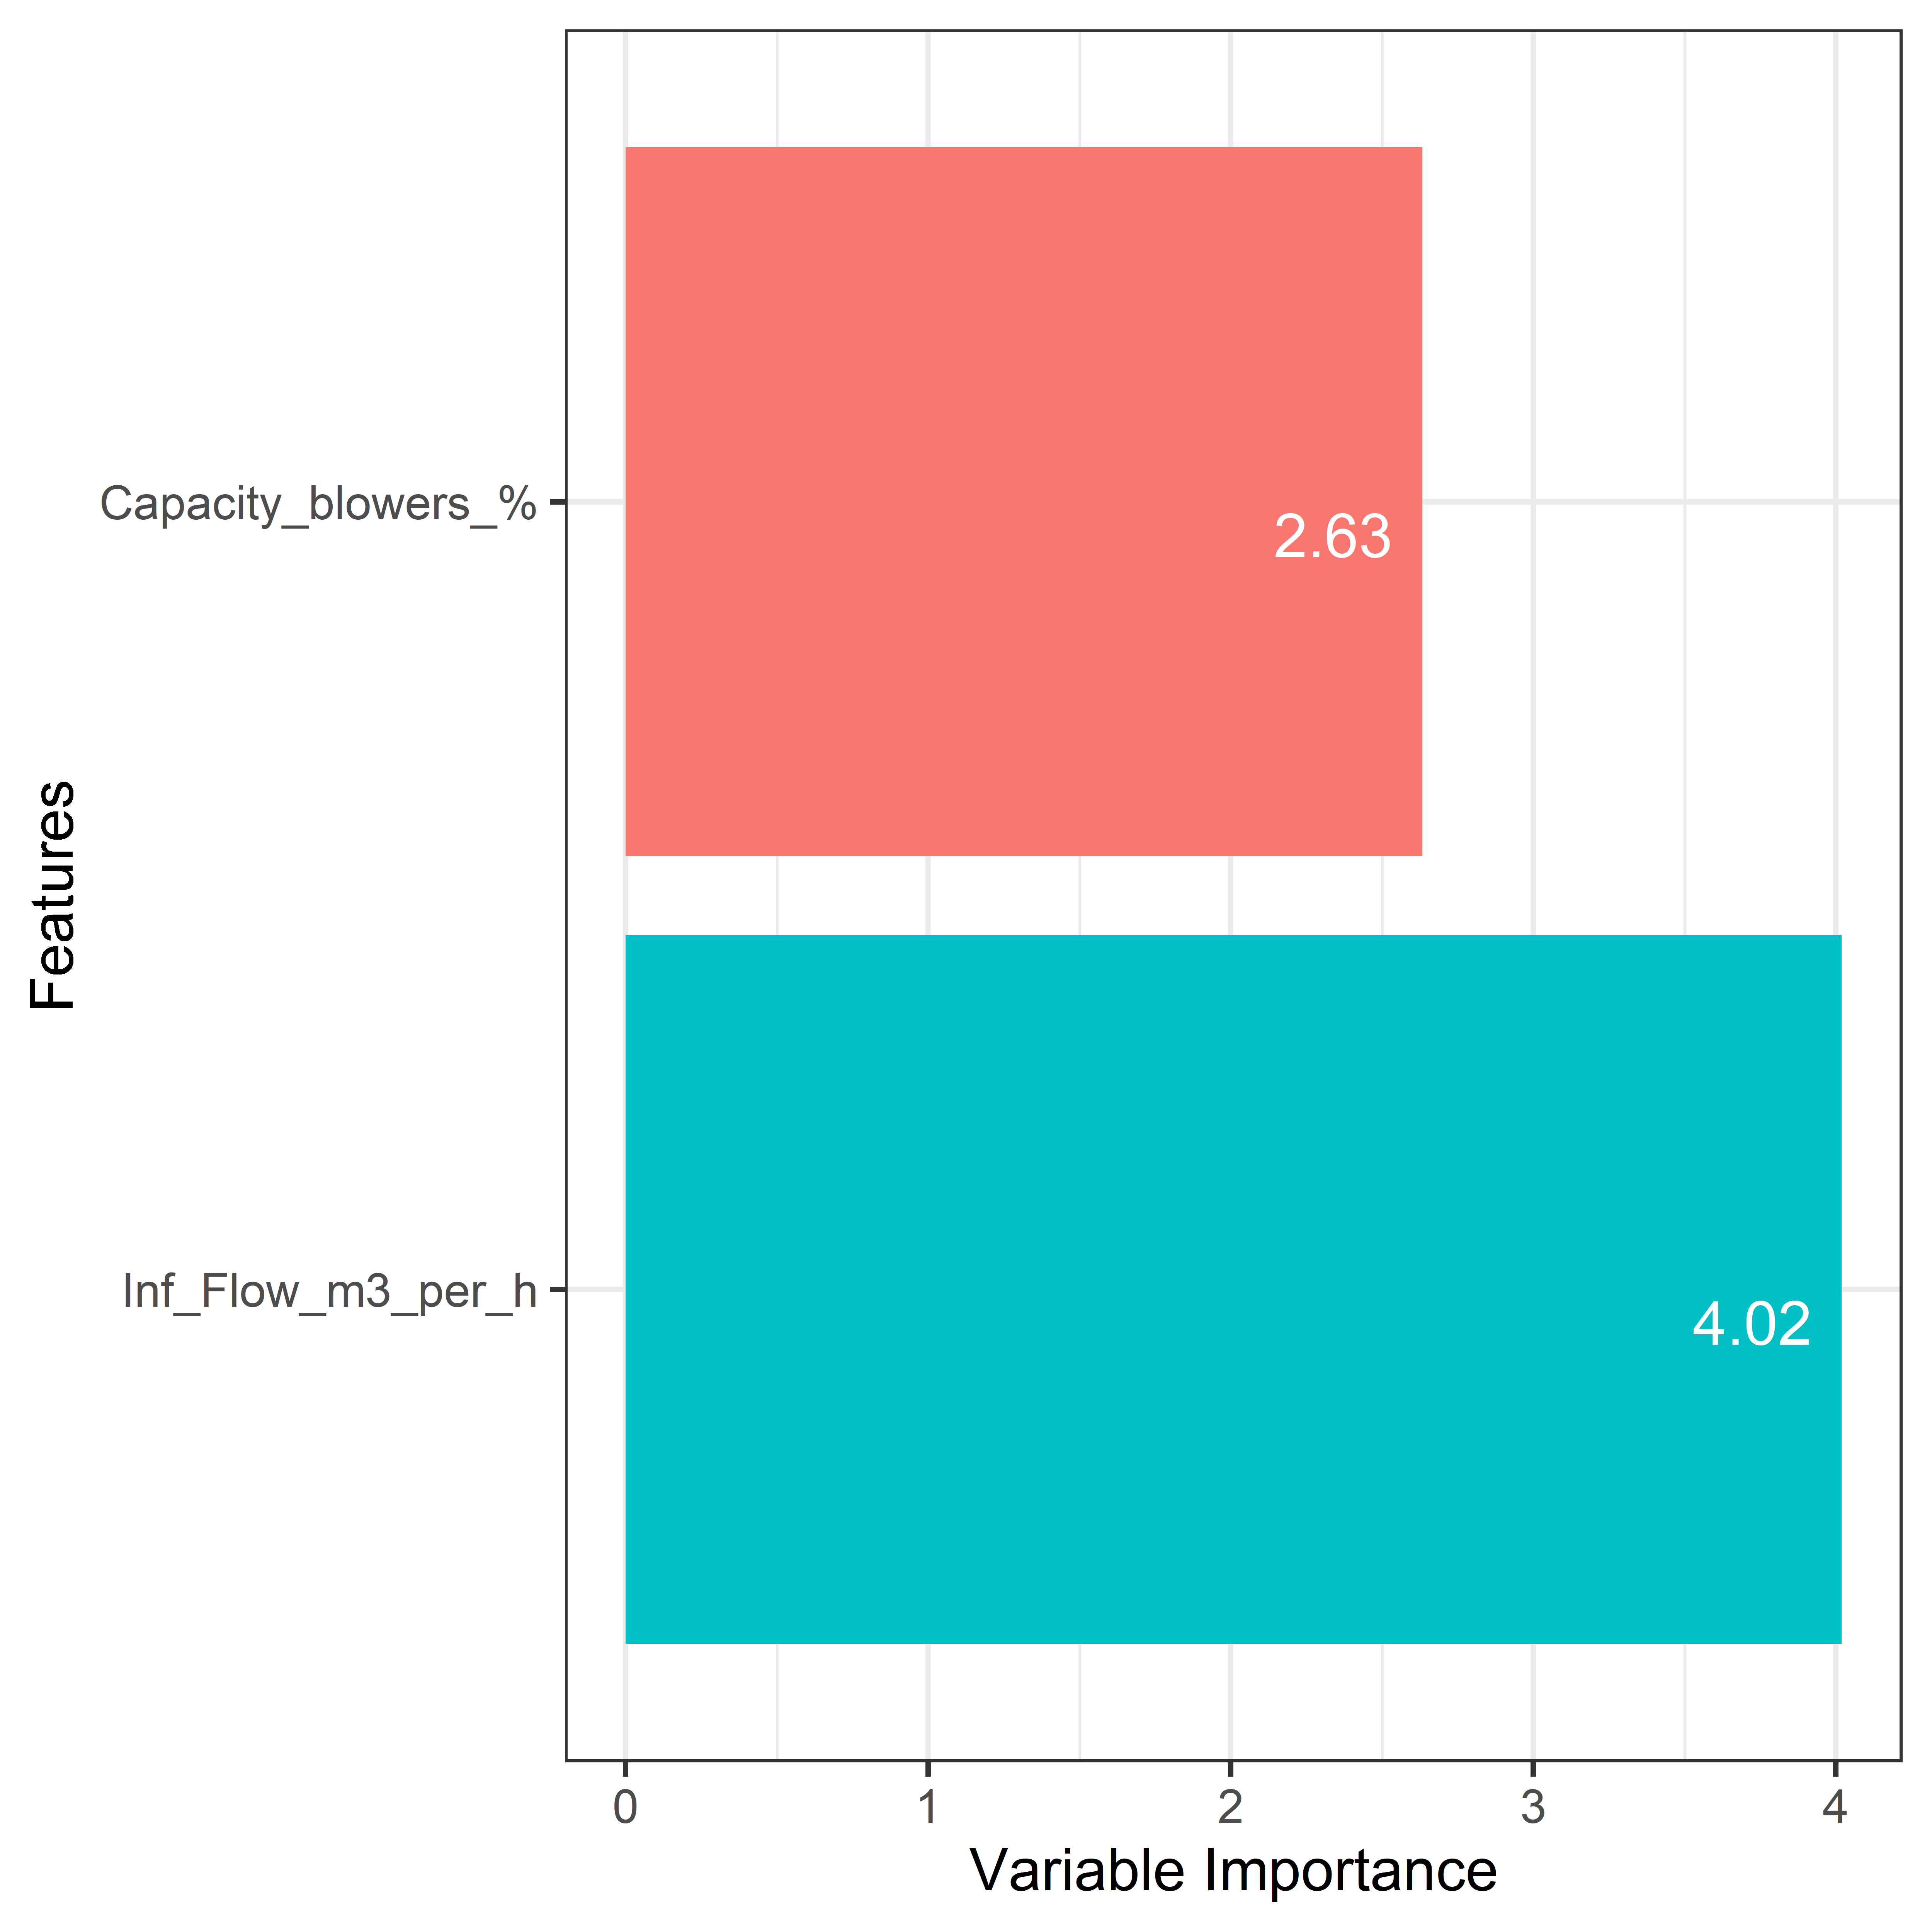 Features
Capacity_blowers_%
2.63
Inf_Flow_m3_per_h
4.02
0 1 2 3 4
Variable Importance